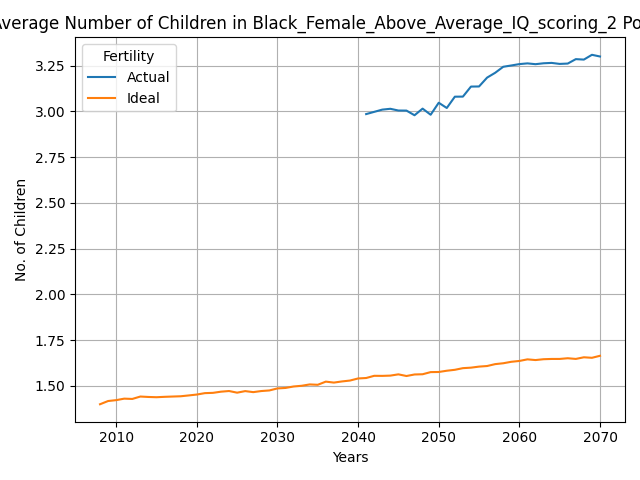 Average Number of Children in Black_Female_Above_Average_IQ_scoring_2 Po
Fertility
Actual
Ideal
No. of Children
3.25
3.00
2.75
2.50
2.25
2.00
1.75
1.50
2010 2020 2030 2040 2050 2060 2070
Years